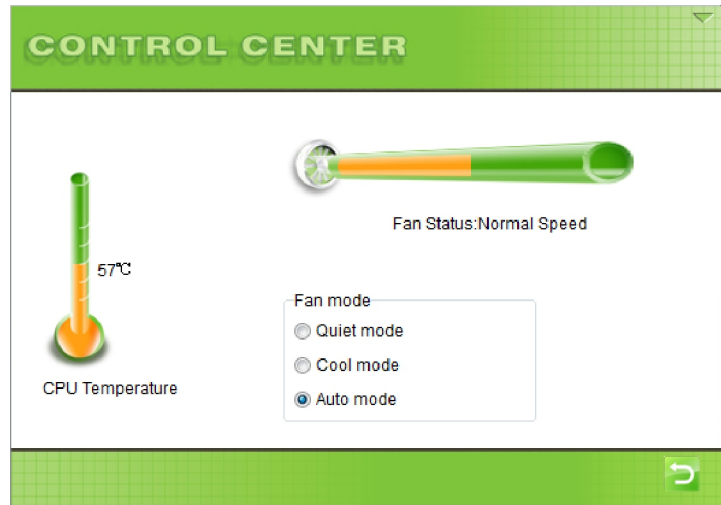 CONTROL CENTER
Fan Status:Normal Speed
57℃
Fan mode
Quiet mode
Cool mode
Auto mode
CPU Temperature